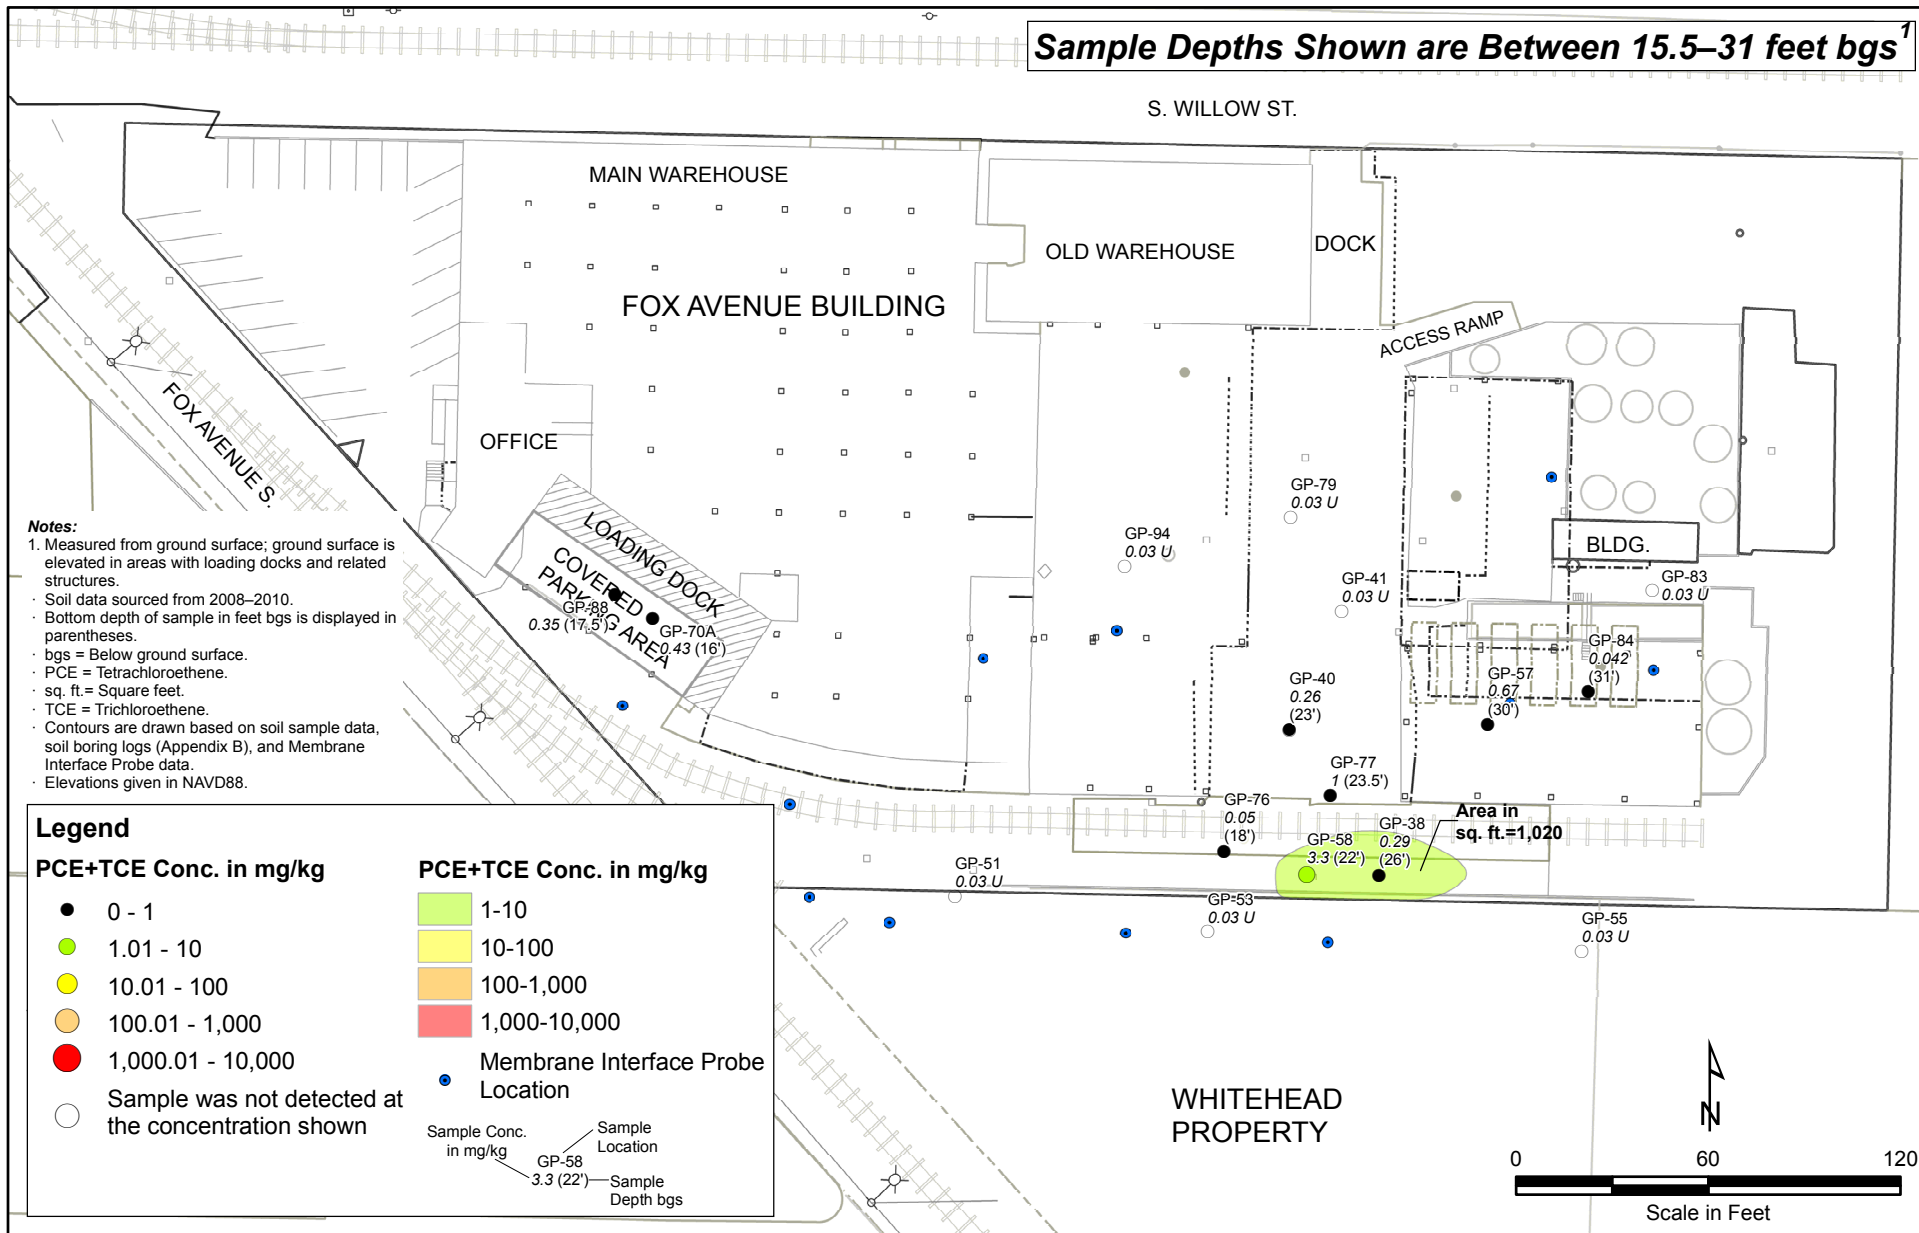 Sample Depths Shown are Between 15.5–31 feet bgs1
S. WILLOW ST.
MAIN WAREHOUSE
OLD WAREHOUSE
DOCK
FOX AVENUE BUILDING
ACCESS RAMP
FOX AVENUE S.
OFFICE
LOADING DOCK
COVERED
PARKING AREA
BLDG.
GP-79
0.03 U
GP-94
0.03 U
GP-41
0.03 U
GP-83
0.03 U
GP-88
0.35 (17.5')
GP-70A
0.43 (16')
GP-84
0.042
(31')
GP-57
0.67
(30')
GP-40
0.26
(23')
GP-77
1 (23.5')
GP-76
0.05
(18')
GP-58
3.3 (22')
GP-38
0.29
(26')
Area in
sq. ft.=1,020
GP-51
0.03 U
GP-53
0.03 U
GP-55
0.03 U
Notes:
1. Measured from ground surface; ground surface is
elevated in areas with loading docks and related
structures.
· Soil data sourced from 2008–2010.
· Bottom depth of sample in feet bgs is displayed in
parentheses.
· bgs = Below ground surface.
· PCE = Tetrachloroethene.
· sq. ft.= Square feet.
· TCE = Trichloroethene.
· Contours are drawn based on soil sample data,
soil boring logs (Appendix B), and Membrane
Interface Probe data.
· Elevations given in NAVD88.
Legend
PCE+TCE Conc. in mg/kg
0 - 1
1.01 - 10
10.01 - 100
100.01 - 1,000
1,000.01 - 10,000
Sample was not detected at
the concentration shown
PCE+TCE Conc. in mg/kg
1-10
10-100
100-1,000
1,000-10,000
Membrane Interface Probe
Location
Sample Conc.
in mg/kg
Sample
Location
GP-58
3.3 (22')
Sample
Depth bgs
WHITEHEAD
PROPERTY
N
0 60 120
Scale in Feet